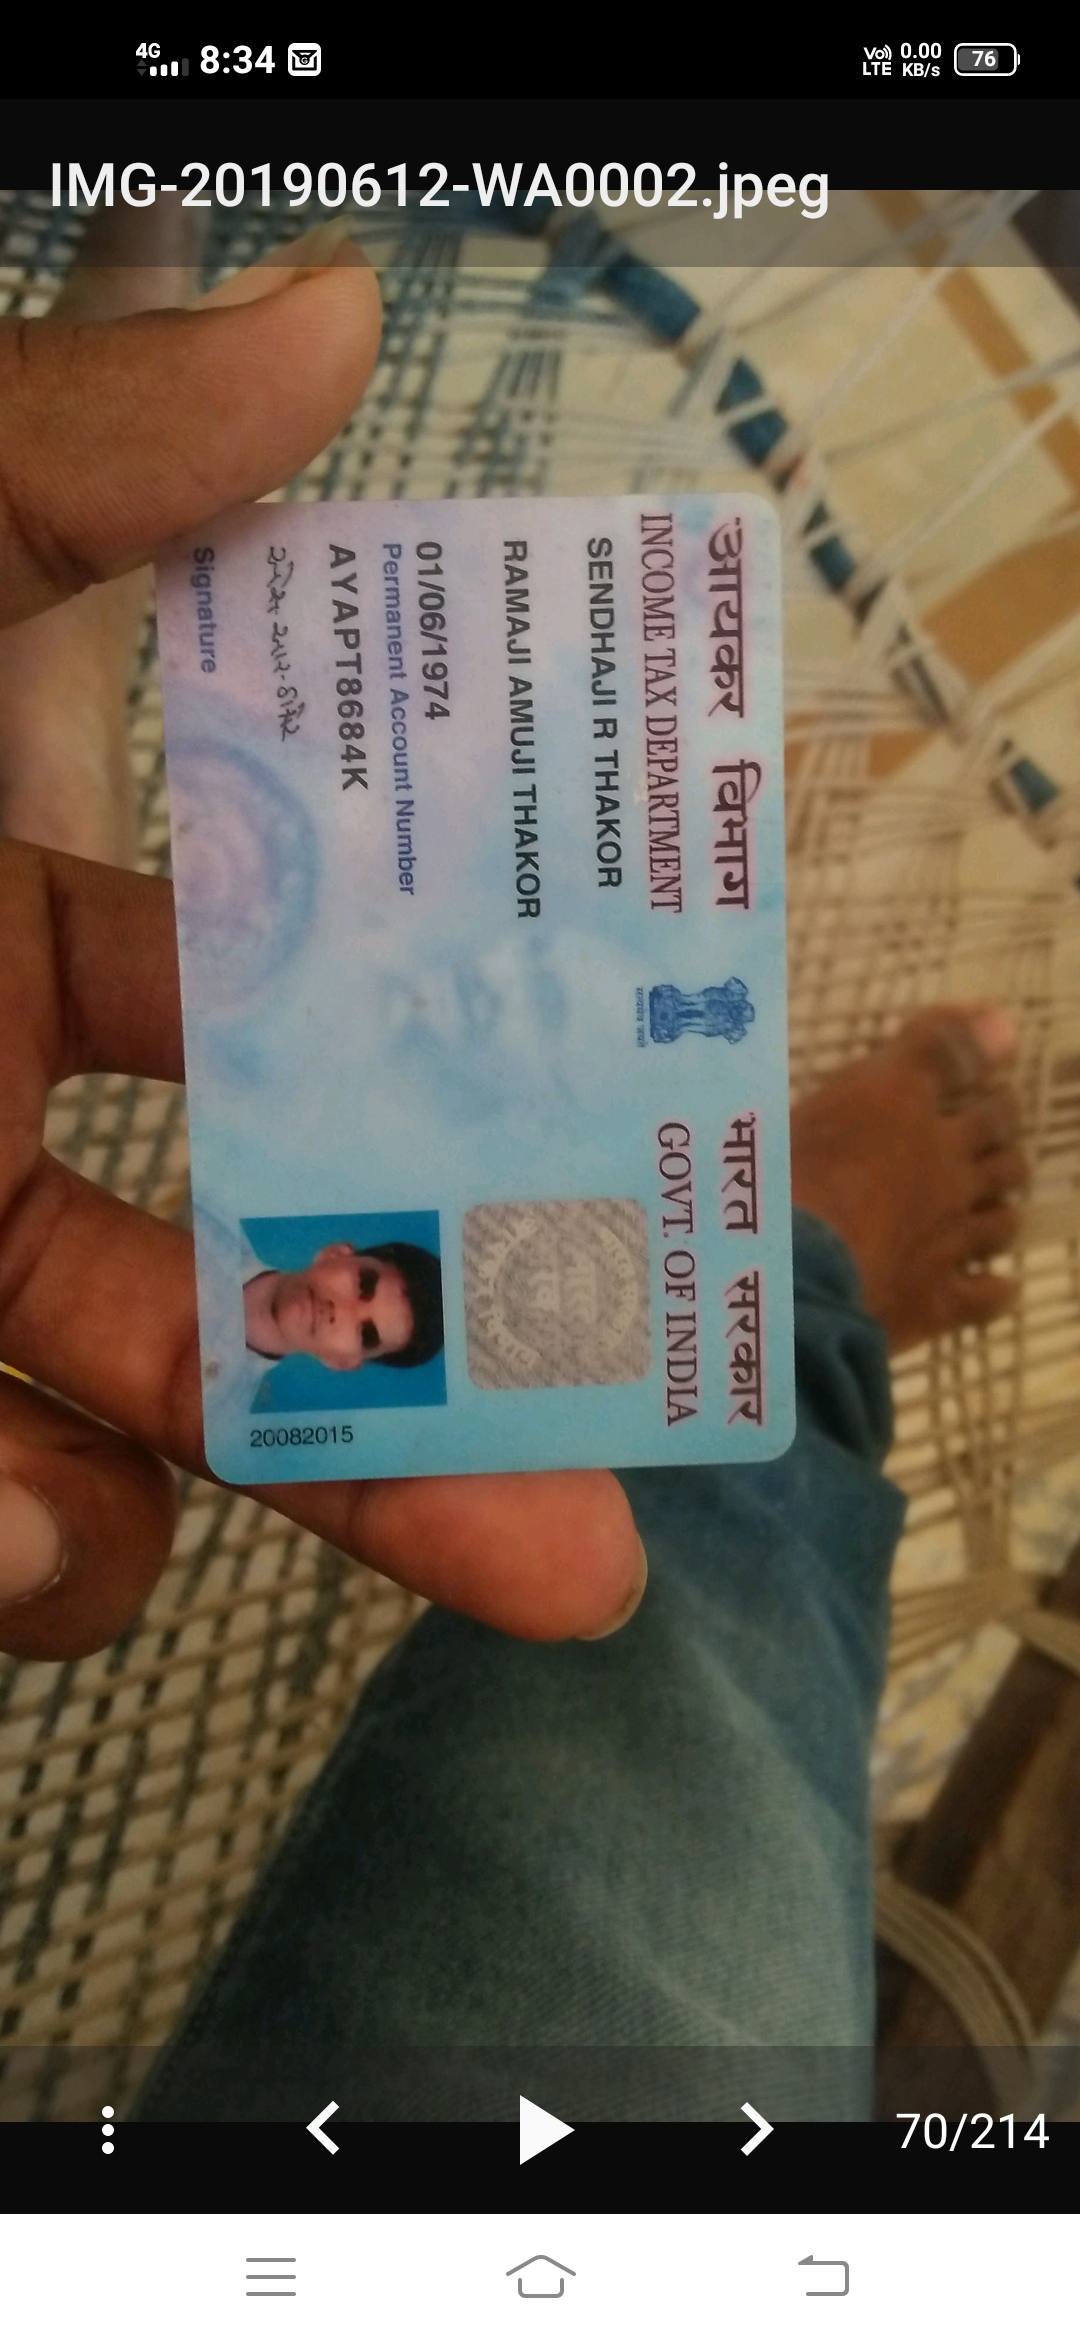 4G 8:34
Vo) LTE 0.00 KB/s 76
IMG-20190612-WA0002.jpeg
आयकर विभाग
INCOME TAX DEPARTMENT
भारत सरकार
GOVT. OF INDIA
SENDHAJI R THAKOR
RAMAJI AMUJI THAKOR
01/06/1974
Permanent Account Number
AYAPT8684K
Signature
20082015
70/214